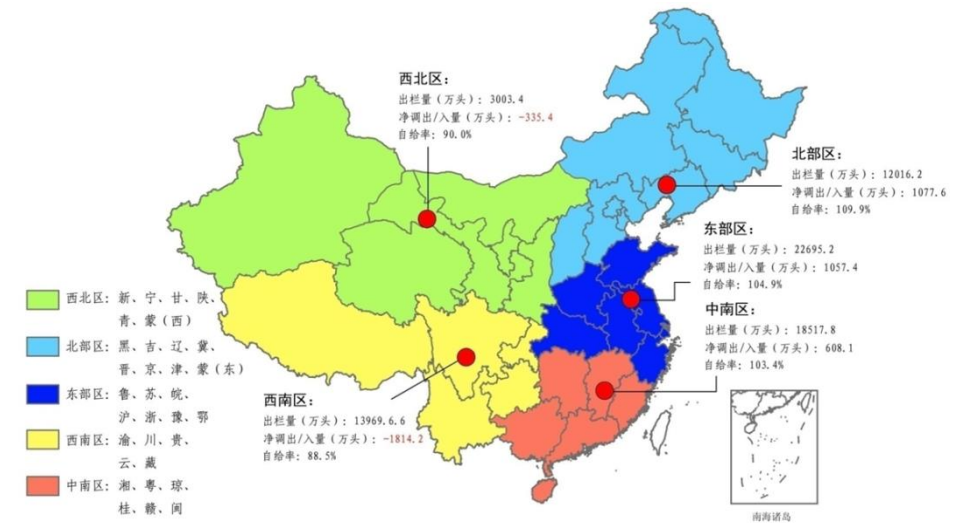 西北区：
出栏量（万头）：3003.4
净调出/入量（万头）：-335.4
自给率：90.0%
北部区：
出栏量（万头）：12016.2
净调出/入量（万头）：1077.6
自给率：109.9%
东部区：
出栏量（万头）：22695.2
净调出/入量（万头）：1057.4
自给率：104.9%
中南区：
出栏量（万头）：18517.8
净调出/入量（万头）：608.1
自给率：103.4%
西南区：
出栏量（万头）：13969.6.6
净调出/入量（万头）：-1814.2
自给率：88.5%
西北区：新、宁、甘、陕、
青、蒙（西）
北部区：黑、吉、辽、冀、
晋、京、津、蒙（东）
东部区：鲁、苏、皖、
沪、浙、豫、鄂
西南区：渝、川、贵、
云、藏
中南区：湘、粤、琼、
桂、赣、闽
南海诸岛